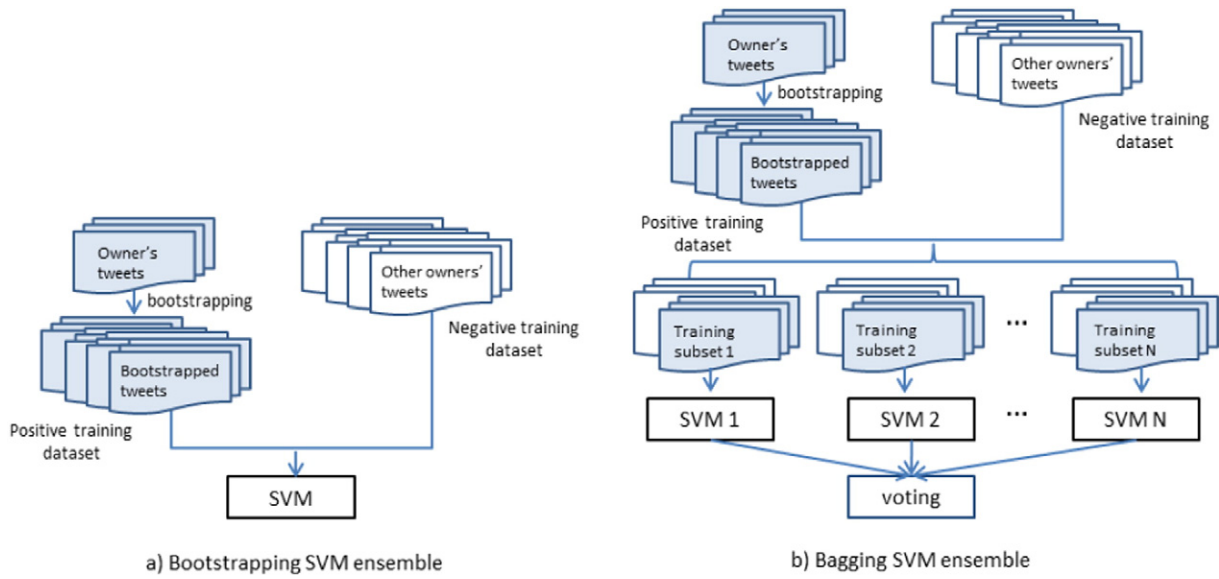 Owner's
tweets
bootstrapping
Bootstrapped
tweets
Positive training
dataset
Other owners'
tweets
Negative training
dataset
SVM
a) Bootstrapping SVM ensemble
Owner's
tweets
bootstrapping
Bootstrapped
tweets
Positive training
dataset
Other owners'
tweets
Negative training
dataset
Training
subset 1
Training
subset 2
...
Training
subset N
SVM 1
SVM 2
...
SVM N
voting
b) Bagging SVM ensemble